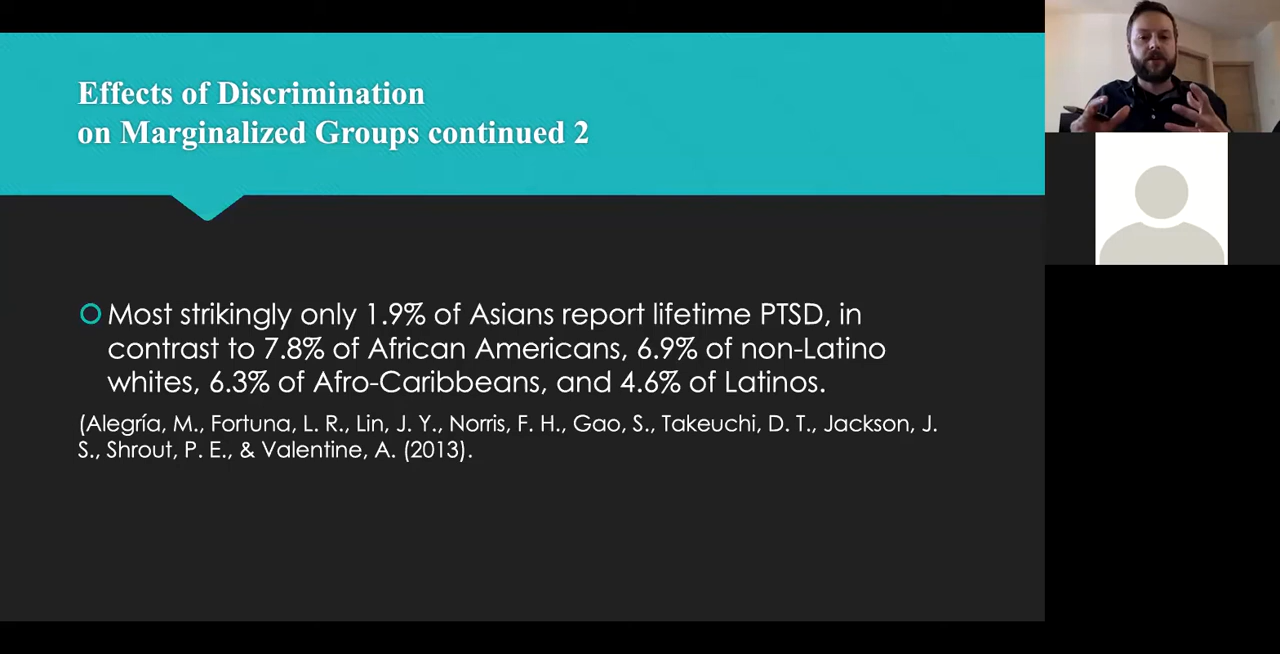 Effects of Discrimination
on Marginalized Groups continued 2
Most strikingly only 1.9% of Asians report lifetime PTSD, in
contrast to 7.8% of African Americans, 6.9% of non-Latino
whites, 6.3% of Afro-Caribbeans, and 4.6% of Latinos.
(Alegría, M., Fortuna, L. R., Lin, J. Y., Norris, F. H., Gao, S., Takeuchi, D. T., Jackson, J.
S., Shrout, P. E., & Valentine, A. (2013).